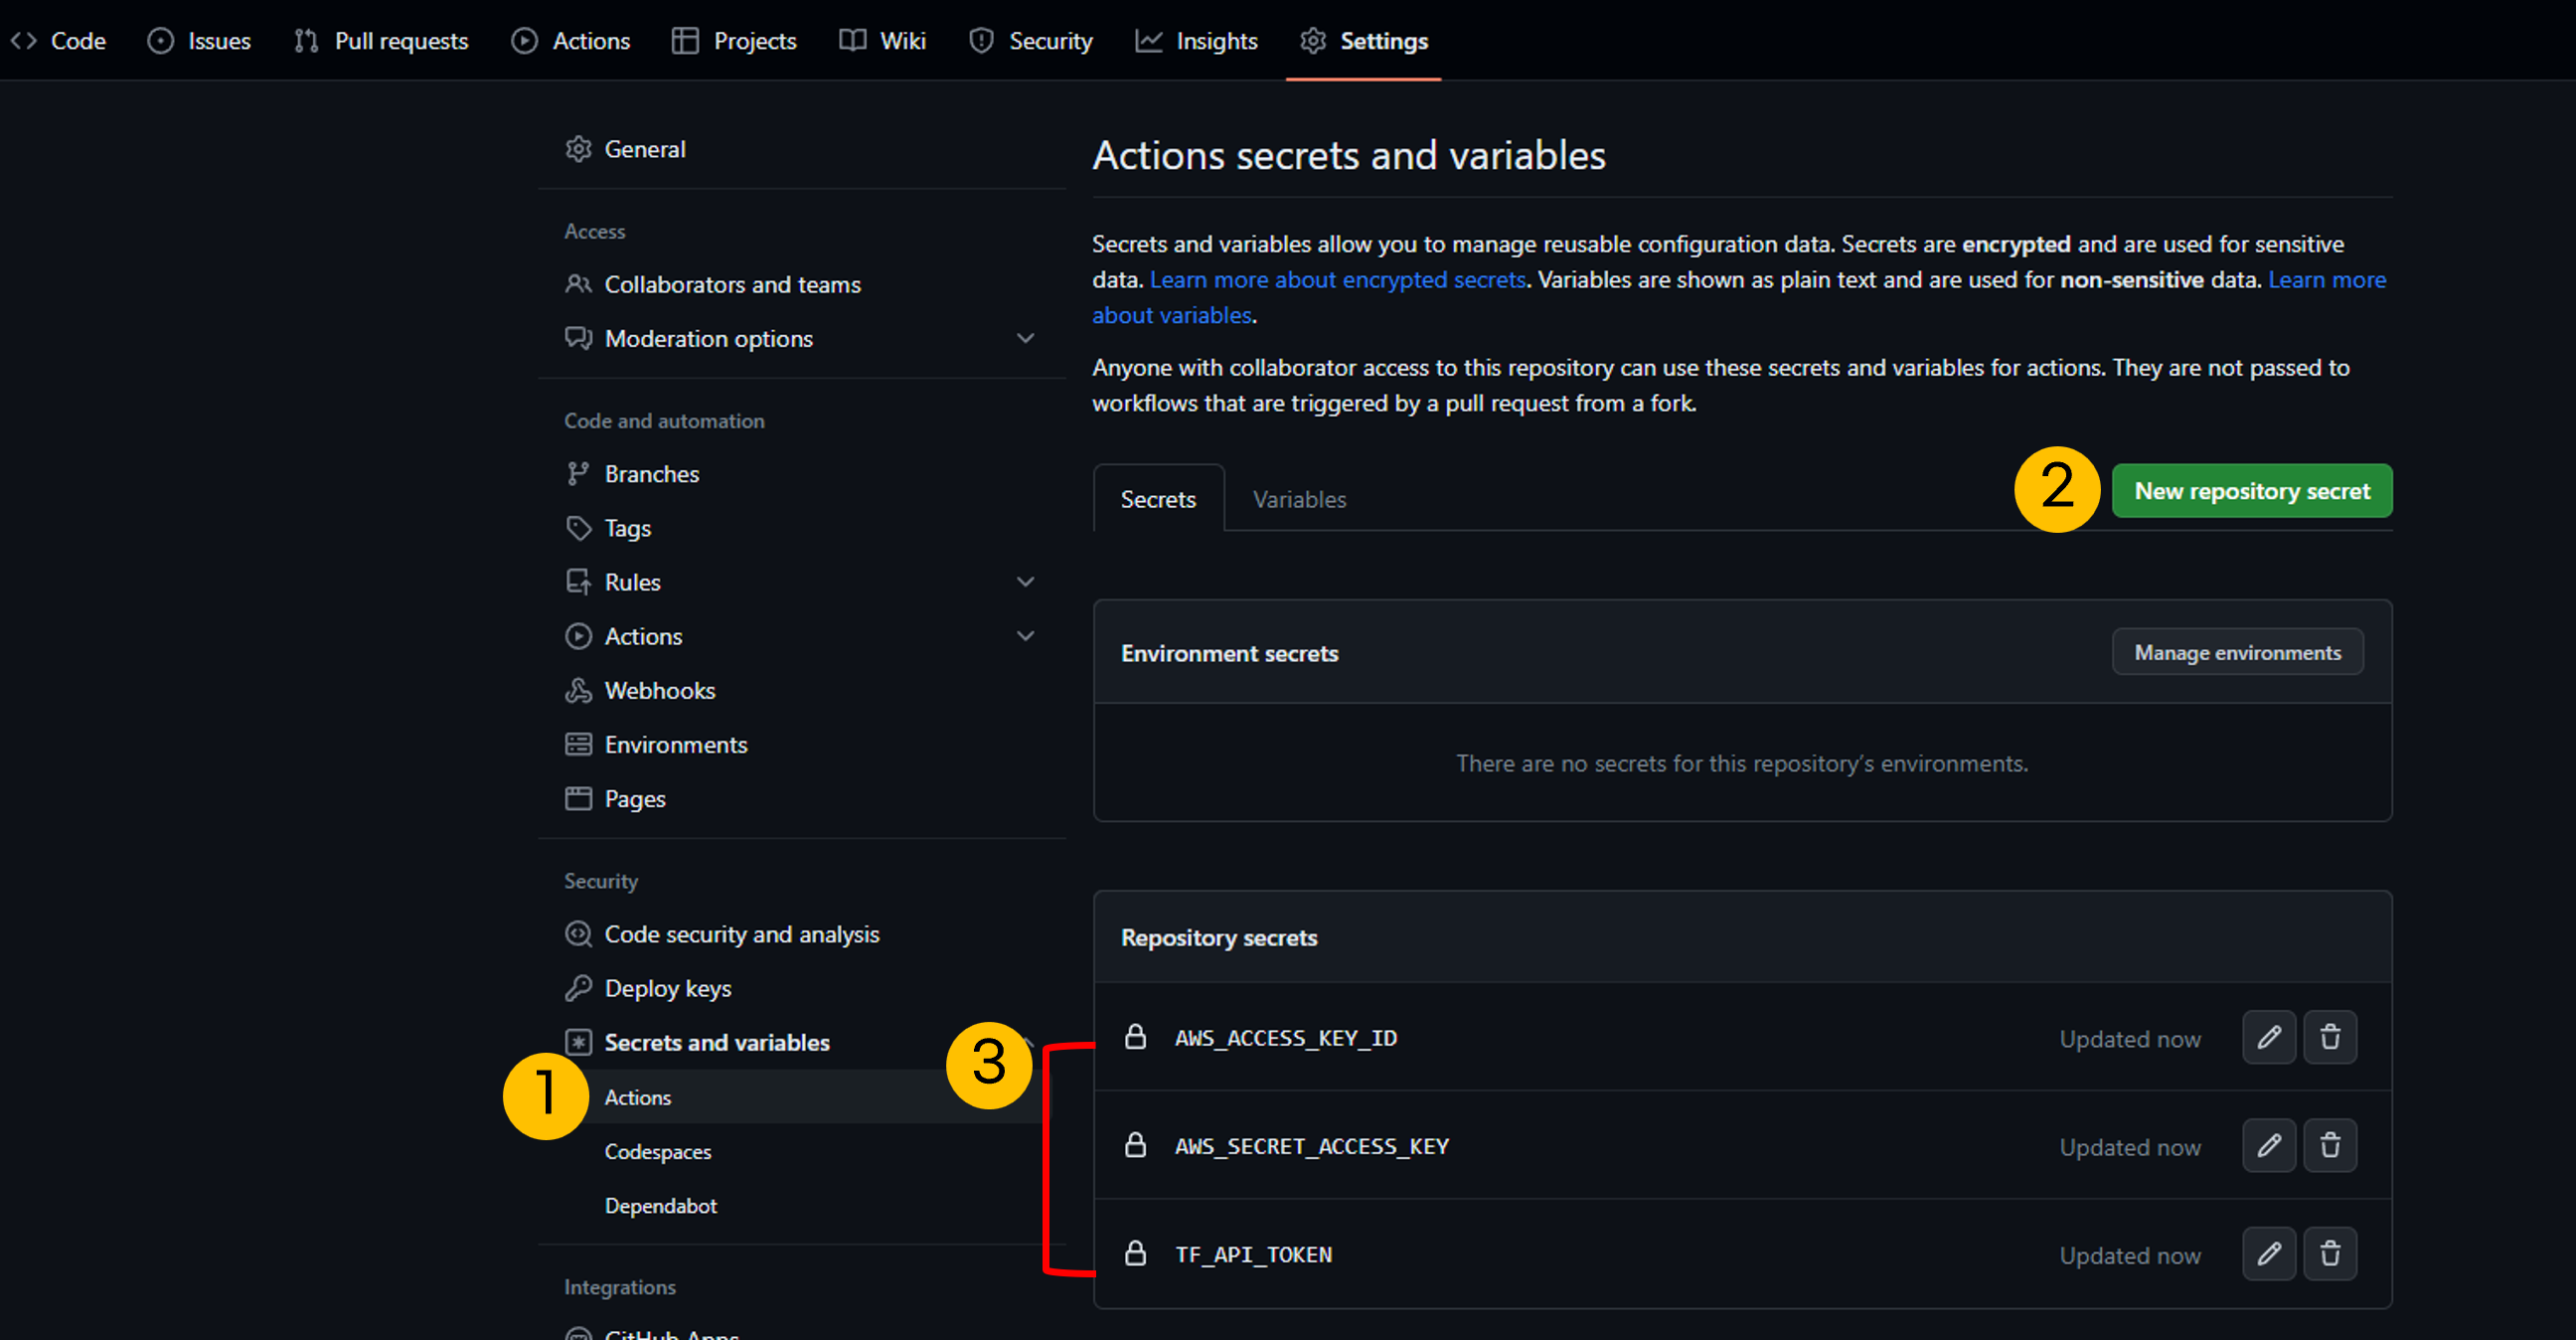 Code Issues Pull requests Actions Projects Wiki Security Insights Settings
General
Access
Collaborators and teams
Moderation options
Code and automation
Branches
Tags
Rules
Actions
Webhooks
Environments
Pages
Security
Code security and analysis
Deploy keys
Secrets and variables
1
Actions
Codespaces
Dependabot
Integrations
GitHub Apps
Actions secrets and variables
Secrets and variables allow you to manage reusable configuration data. Secrets are encrypted and are used for sensitive
data. Learn more about encrypted secrets. Variables are shown as plain text and are used for non-sensitive data. Learn more
about variables.
Anyone with collaborator access to this repository can use these secrets and variables for actions. They are not passed to
workflows that are triggered by a pull request from a fork.
Secrets Variables 2 New repository secret
Environment secrets Manage environments
There are no secrets for this repository’s environments.
Repository secrets
3
AWS_ACCESS_KEY_ID Updated now
AWS_SECRET_ACCESS_KEY Updated now
TF_API_TOKEN Updated now